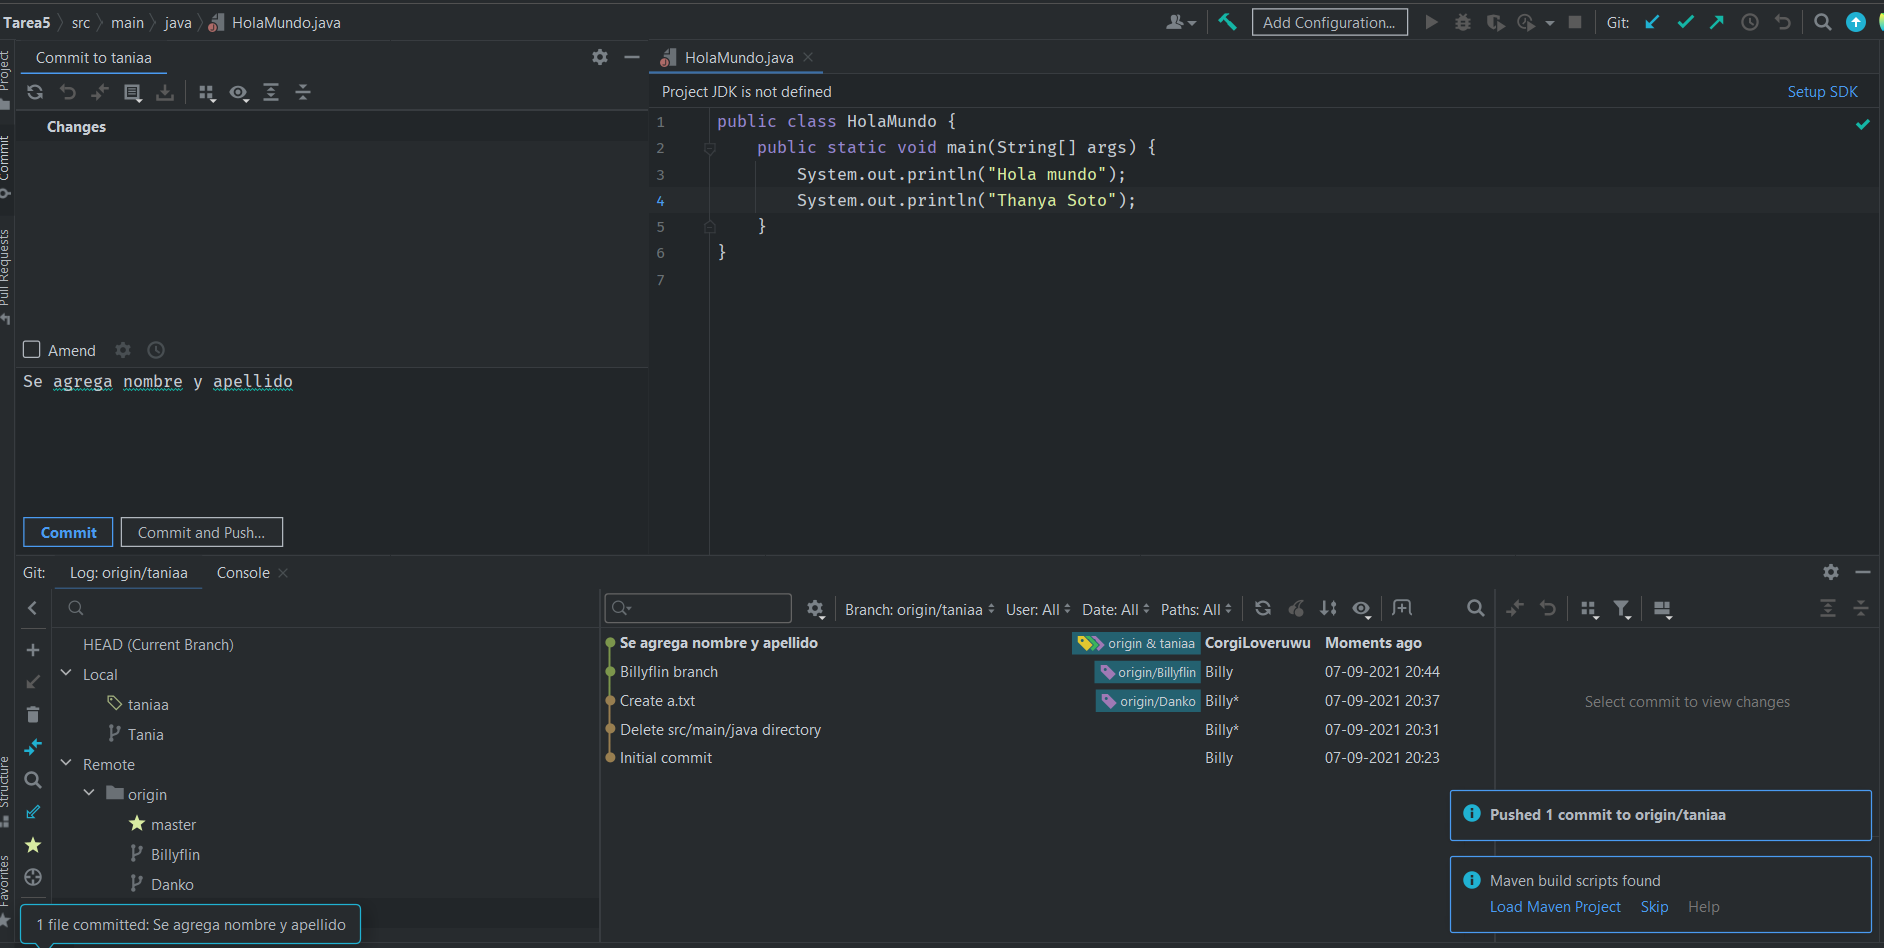 Tarea5 src main java HolaMundo.java
Add Configuration...
Git:
Project
Commit
Pull Requests
Structure
Favorites
Commit to taniaa
Changes
Amend
Se agrega nombre y apellido
Commit
Commit and Push...
HolaMundo.java
Project JDK is not defined
Setup SDK
1 public class HolaMundo {
2 public static void main(String[] args) {
3 System.out.println("Hola mundo");
4 System.out.println("Thanya Soto");
5 }
6 }
7
Git: Log: origin/taniaa Console
HEAD (Current Branch)
Local
taniaa
Tania
Remote
origin
master
Billyflin
Danko
1 file committed: Se agrega nombre y apellido
Branch: origin/taniaa User: All Date: All Paths: All
Se agrega nombre y apellido origin & taniaa CorgiLoveruwu Moments ago
Billyflin branch origin/Billyflin Billy 07-09-2021 20:44
Create a.txt origin/Danko Billy* 07-09-2021 20:37
Delete src/main/java directory Billy* 07-09-2021 20:31
Initial commit Billy 07-09-2021 20:23
Select commit to view changes
Pushed 1 commit to origin/taniaa
Maven build scripts found
Load Maven Project Skip Help